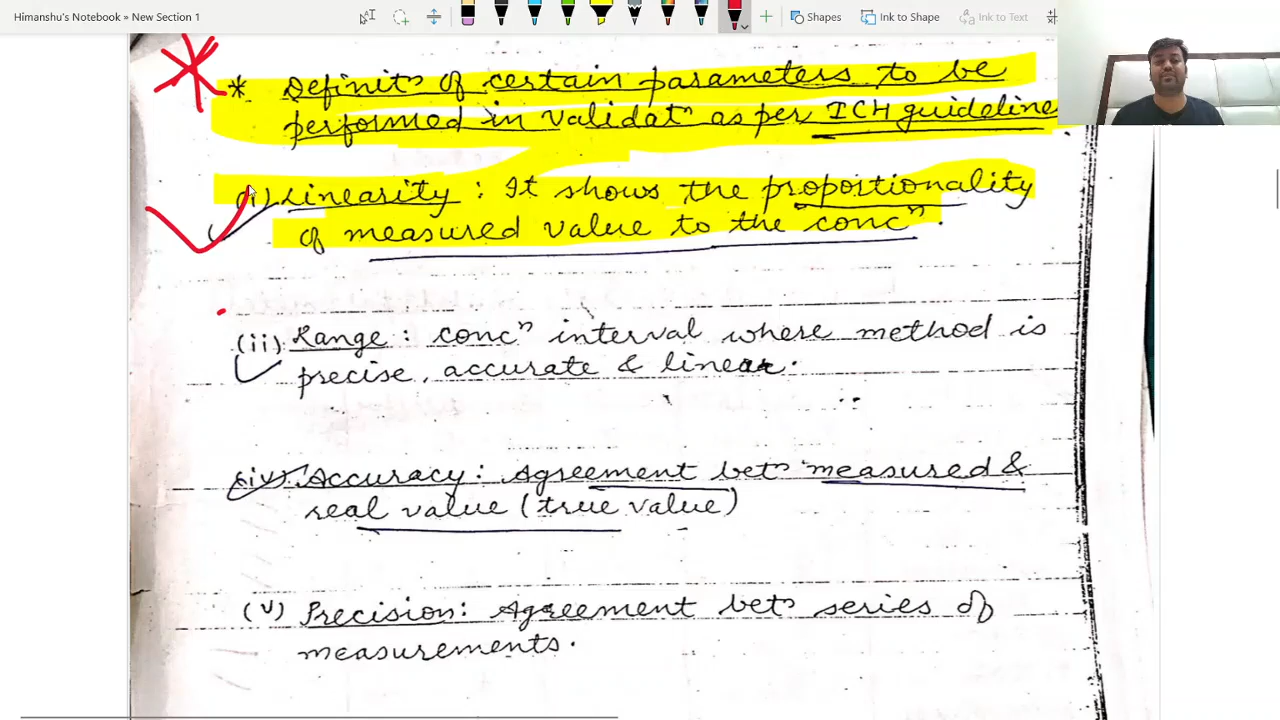 Himanshu's Notebook » New Section 1
Shapes
Ink to Shape
Ink to Text
* Definitⁿ of certain parameters to be
performed in validatⁿ as per ICH guideline
(i) Linearity : It shows the proportionality
of measured value to the concⁿ.
(ii) Range : concⁿ interval where method is
precise, accurate & linear.
(iv) Accuracy : Agreement betⁿ measured &
real value (true value)
(v) Precision : Agreement betⁿ series of
measurements.